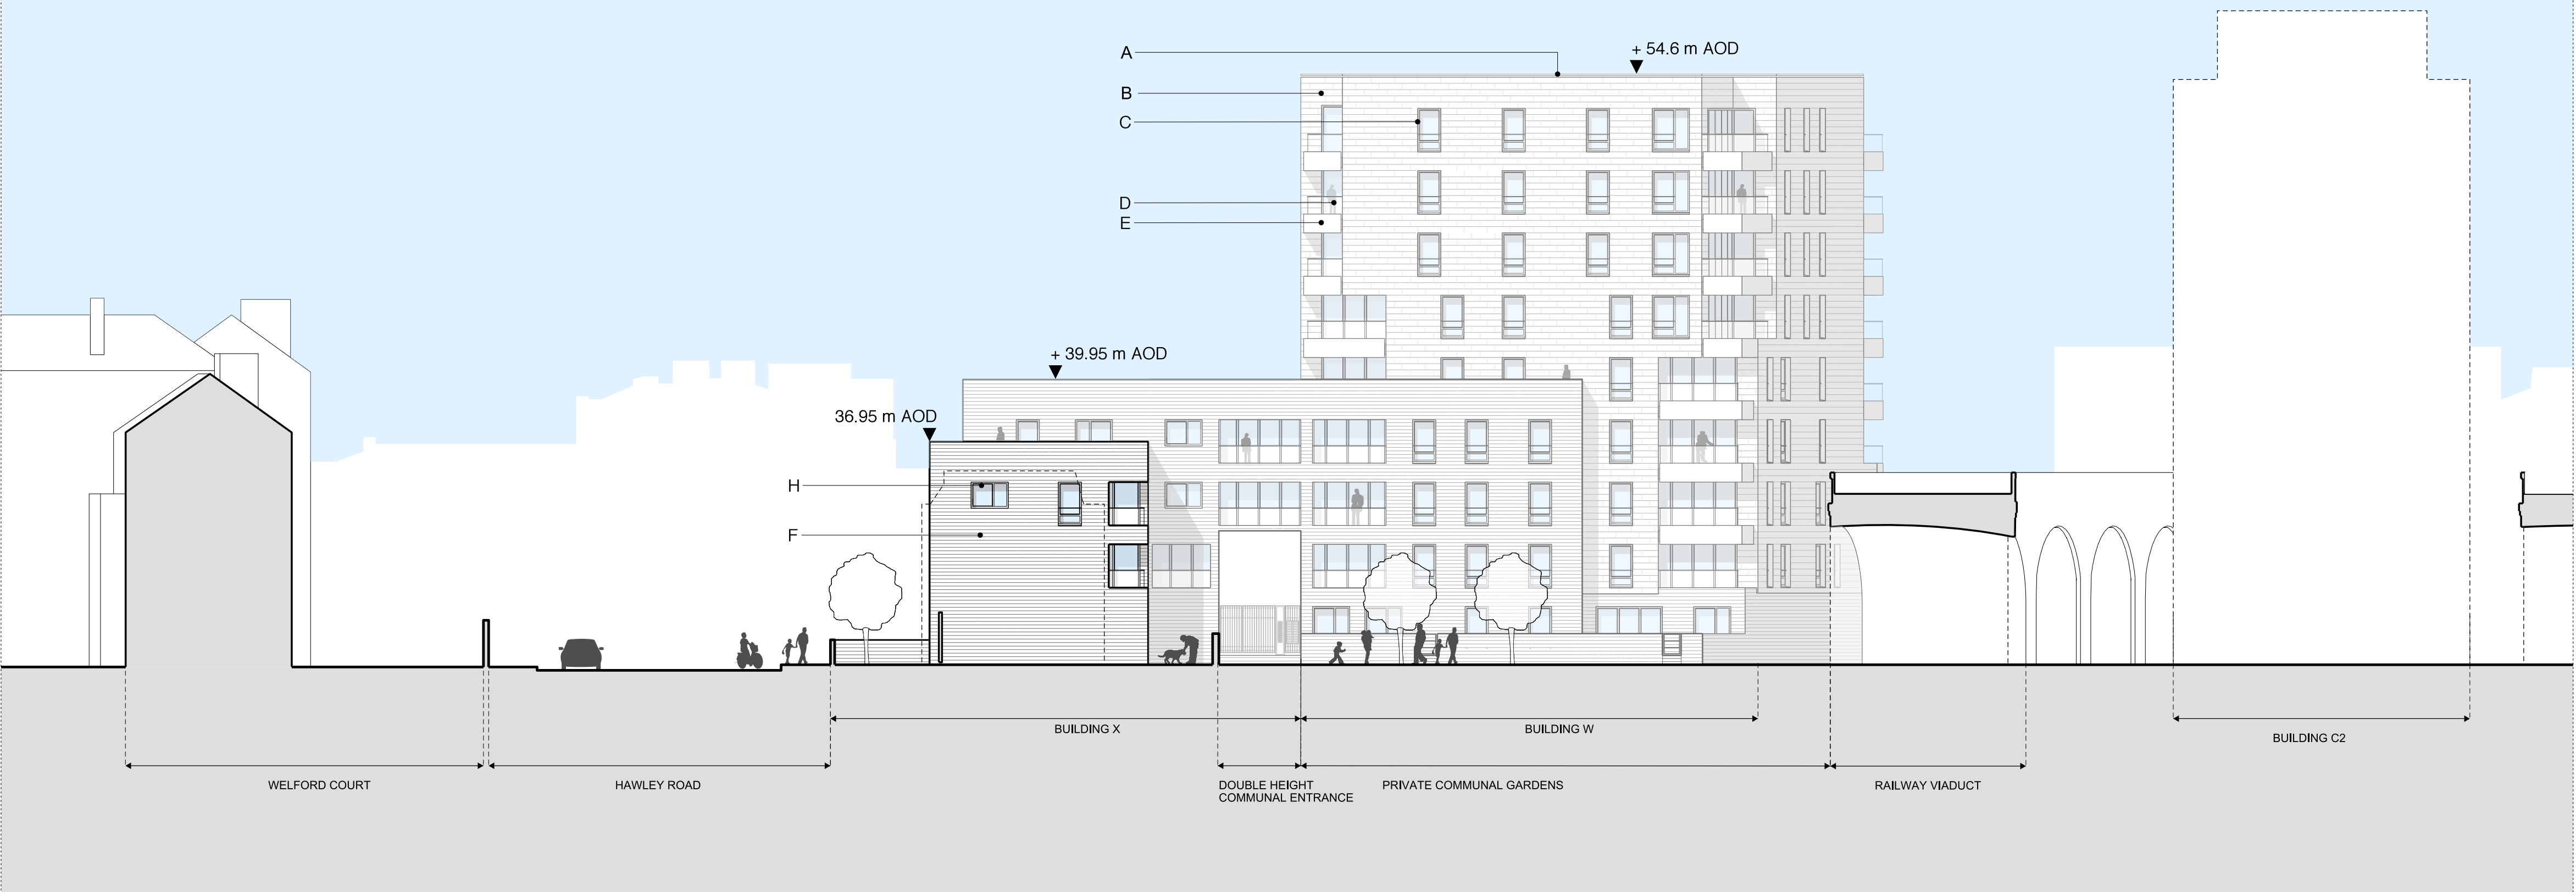 A
+ 54.6 m AOD
B
C
D
E
+ 39.95 m AOD
36.95 m AOD
H
F
BUILDING X
BUILDING W
BUILDING C2
WELFORD COURT
HAWLEY ROAD
DOUBLE HEIGHT
COMMUNAL ENTRANCE
PRIVATE COMMUNAL GARDENS
RAILWAY VIADUCT